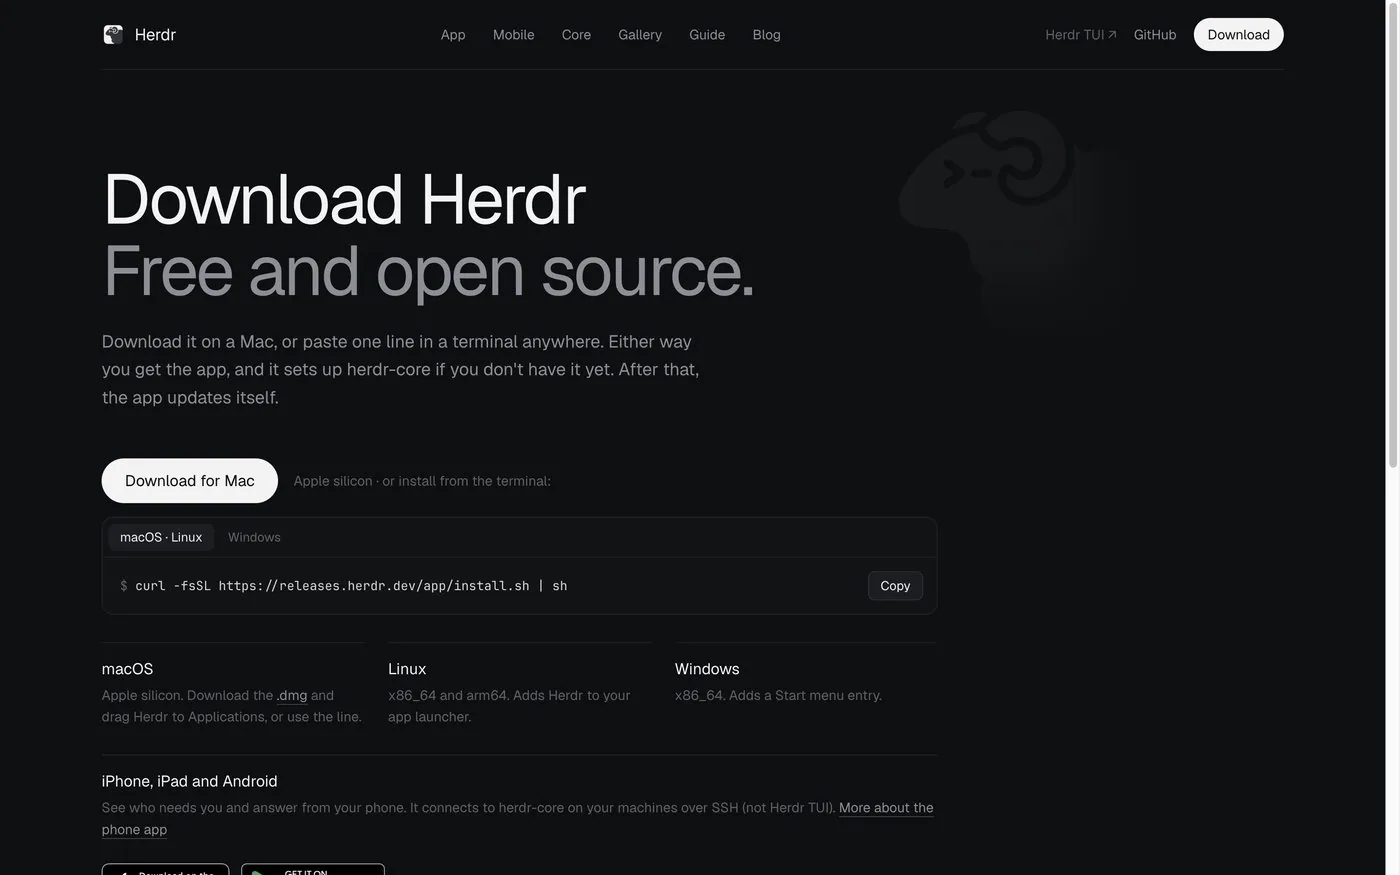 Herdr
App Mobile Core Gallery Guide Blog
Herdr TUI ↗ GitHub Download
Download Herdr
Free and open source.
Download it on a Mac, or paste one line in a terminal anywhere. Either way
you get the app, and it sets up herdr-core if you don't have it yet. After that,
the app updates itself.
Download for Mac
Apple silicon · or install from the terminal:
macOS · Linux Windows
$ curl -fsSL https://releases.herdr.dev/app/install.sh | sh
Copy
macOS
Apple silicon. Download the .dmg and
drag Herdr to Applications, or use the line.
Linux
x86_64 and arm64. Adds Herdr to your
app launcher.
Windows
x86_64. Adds a Start menu entry.
iPhone, iPad and Android
See who needs you and answer from your phone. It connects to herdr-core on your machines over SSH (not Herdr TUI). More about the
phone app
Download on the
GET IT ON